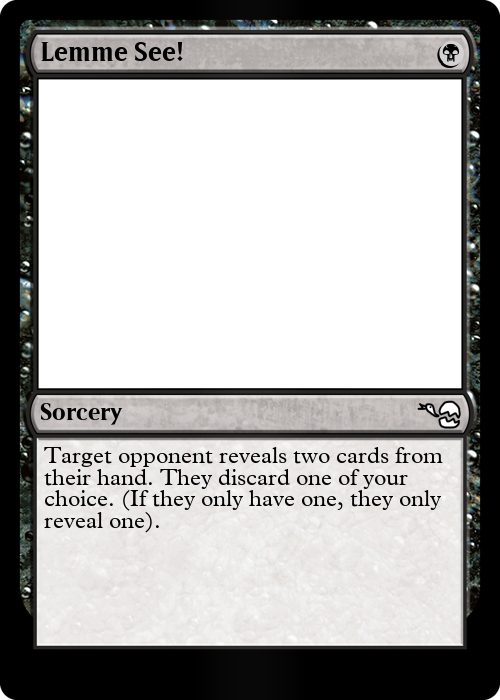 Lemme See!
Sorcery
Target opponent reveals two cards from
their hand. They discard one of your
choice. (If they only have one, they only
reveal one).